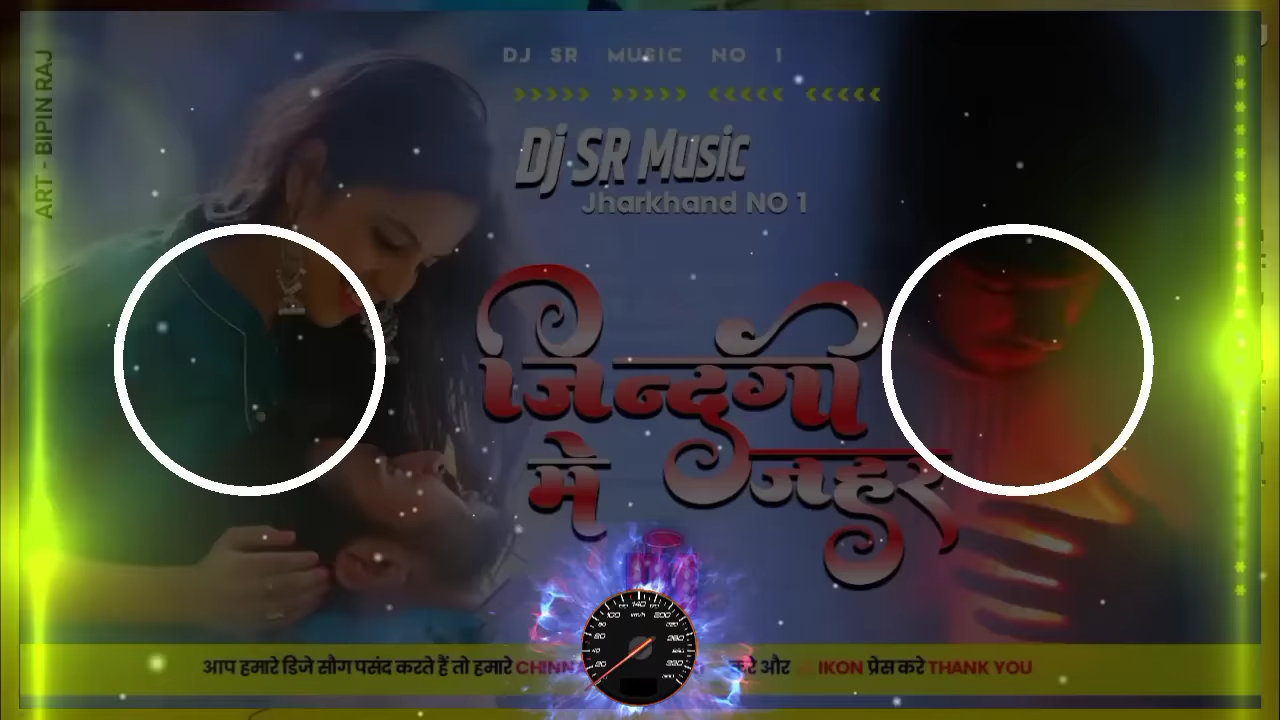 ART - BIPIN RAJ
DJ SR MUSIC NO 1
Dj SR Music
Jharkhand NO 1
जिन्दगी
मे जहर
आप हमारे डिजे सौग पसंद करते हैं तो हमारे करे और IKON प्रेस करे THANK YOU